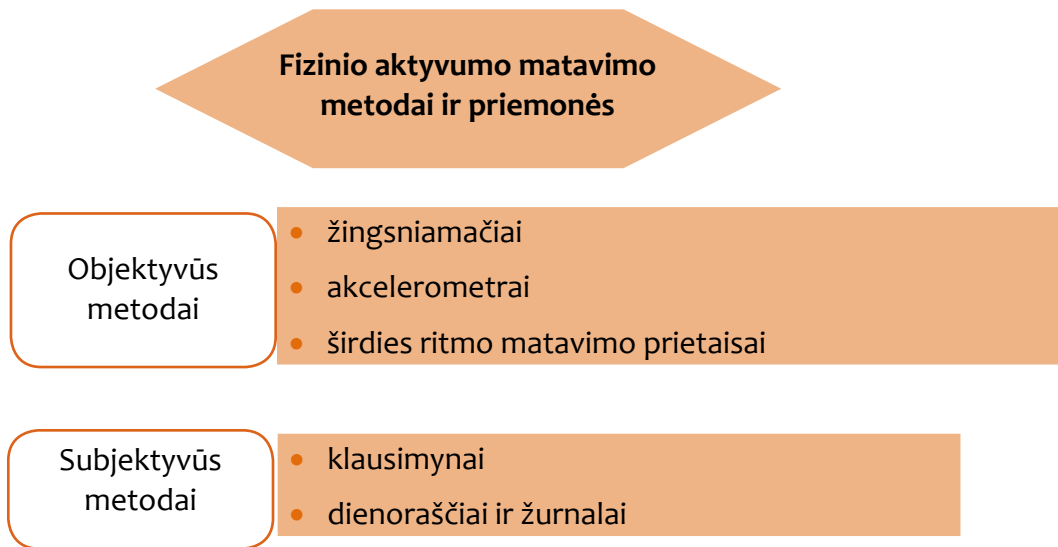 Fizinio aktyvumo matavimo
metodai ir priemonės
Objektyvūs
metodai
• žingsniamačiai
• akcelerometrai
• širdies ritmo matavimo prietaisai
Subjektyvūs
metodai
• klausimynai
• dienoraščiai ir žurnalai